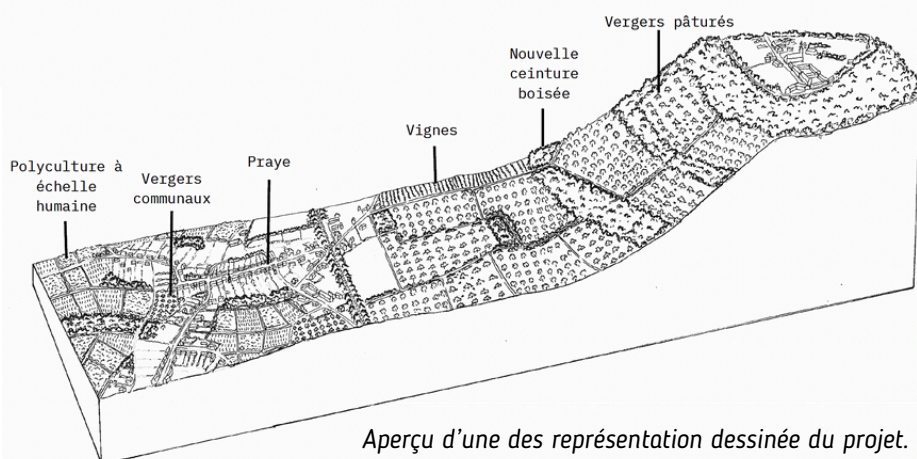 Vergers pâturés
Nouvelle
ceinture
boisée
Vignes
Praye
Vergers
communaux
Polyculture à
échelle
humaine
Aperçu d'une des représentation dessinée du projet.